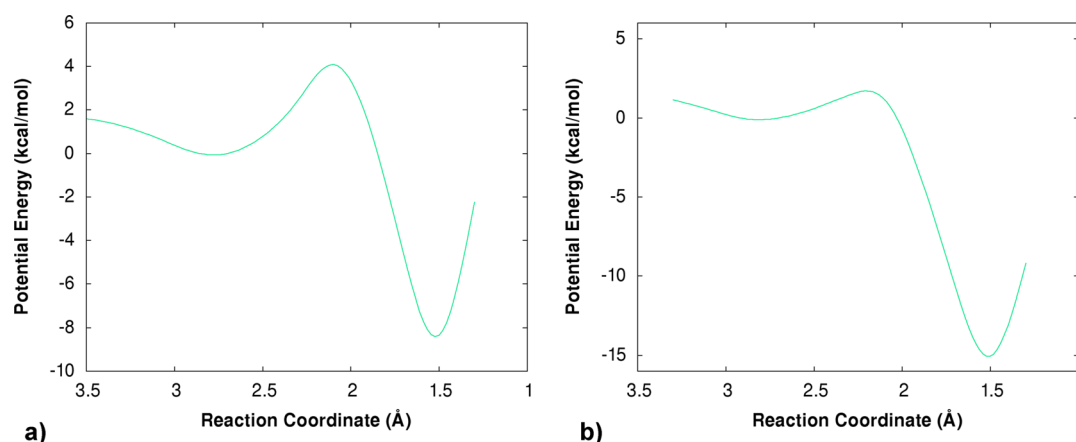 Potential Energy (kcal/mol)
6
4
2
0
-2
-4
-6
-8
-10
3.5 3 2.5 2 1.5 1
Reaction Coordinate (Å)
a)
Potential Energy (kcal/mol)
5
0
-5
-10
-15
3.5 3 2.5 2 1.5
Reaction Coordinate (Å)
b)